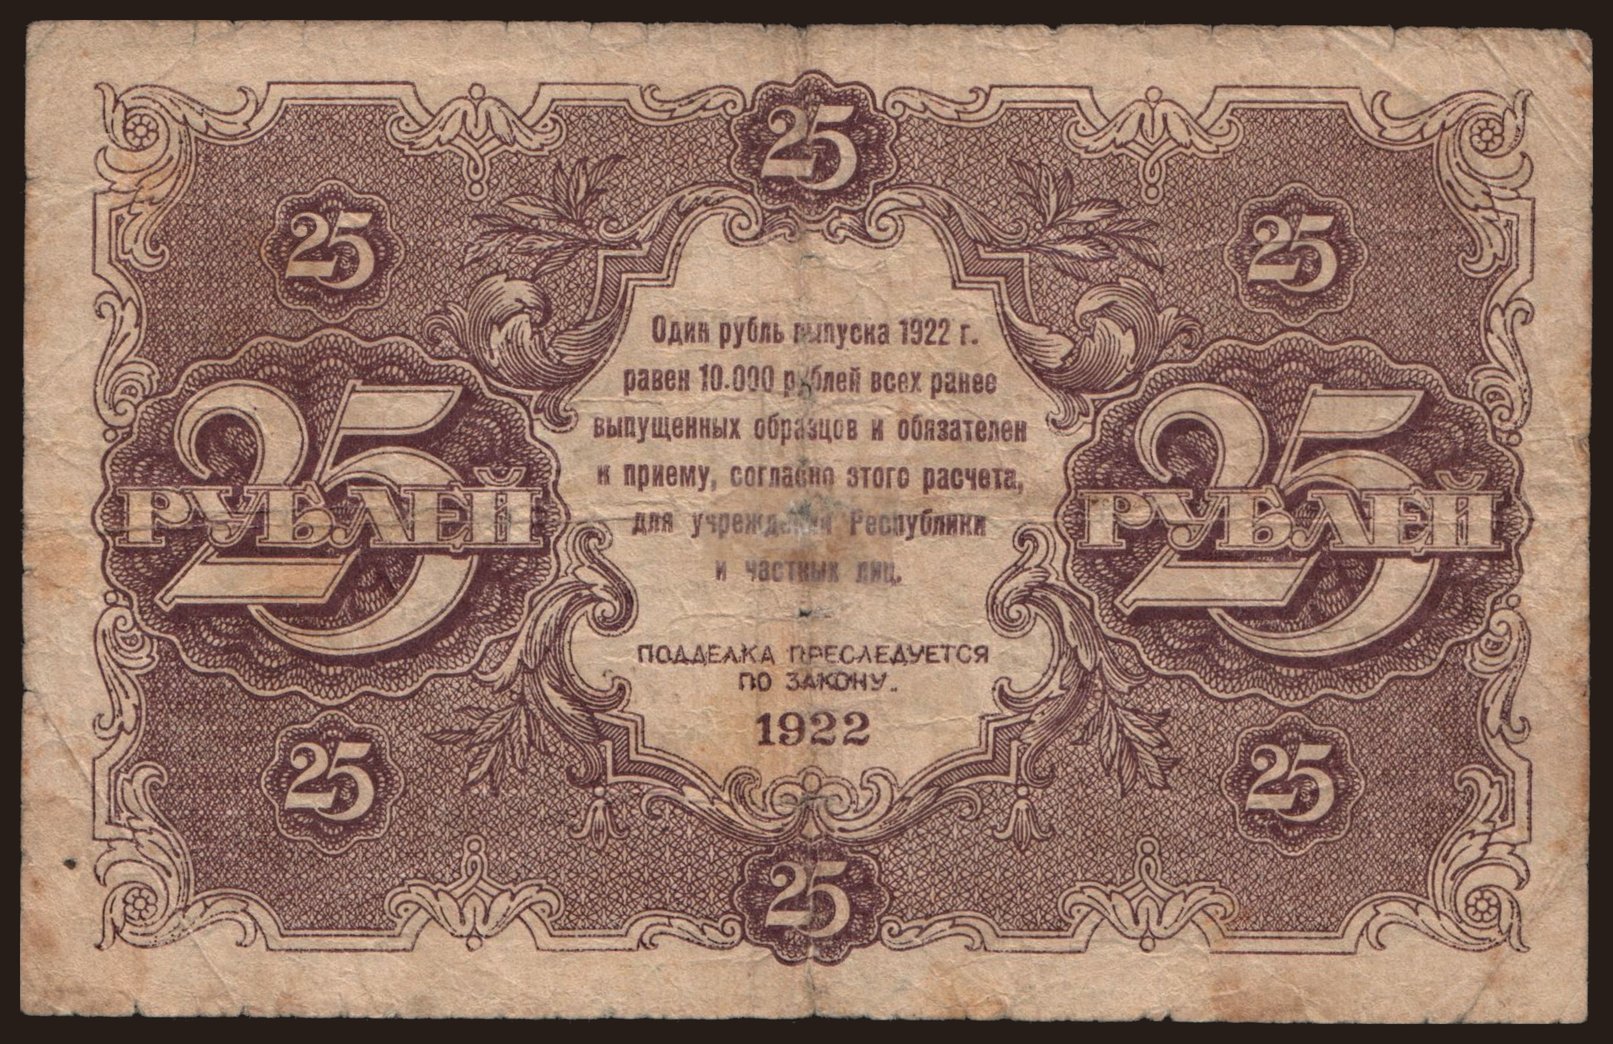 25
25
25
Один рубль выпуска 1922 г.
равен 10.000 рублей всех ранее
выпущенных образцов и обязателен
к приему, согласно этого расчета,
для учреждений Республики
и частных лиц.
25 РУБЛЕЙ
25 РУБЛЕЙ
ПОДДЕЛКА ПРЕСЛЕДУЕТСЯ
ПО ЗАКОНУ.
1922
25
25
25